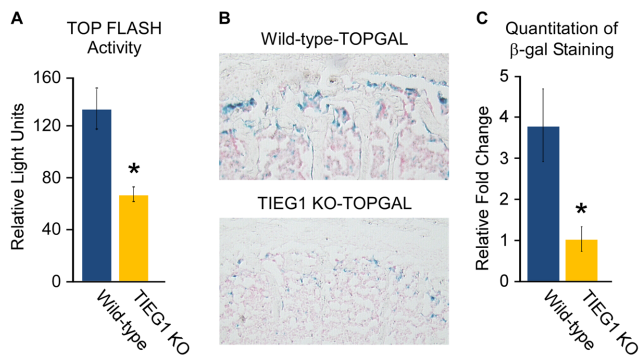 A
TOP FLASH
Activity
Relative Light Units
160
120
80
40
0
*
Wild-type
TIEG1 KO
B
Wild-type-TOPGAL
TIEG1 KO-TOPGAL
C
Quantitation of
β-gal Staining
Relative Fold Change
5
4
3
2
1
0
*
Wild-type
TIEG1 KO